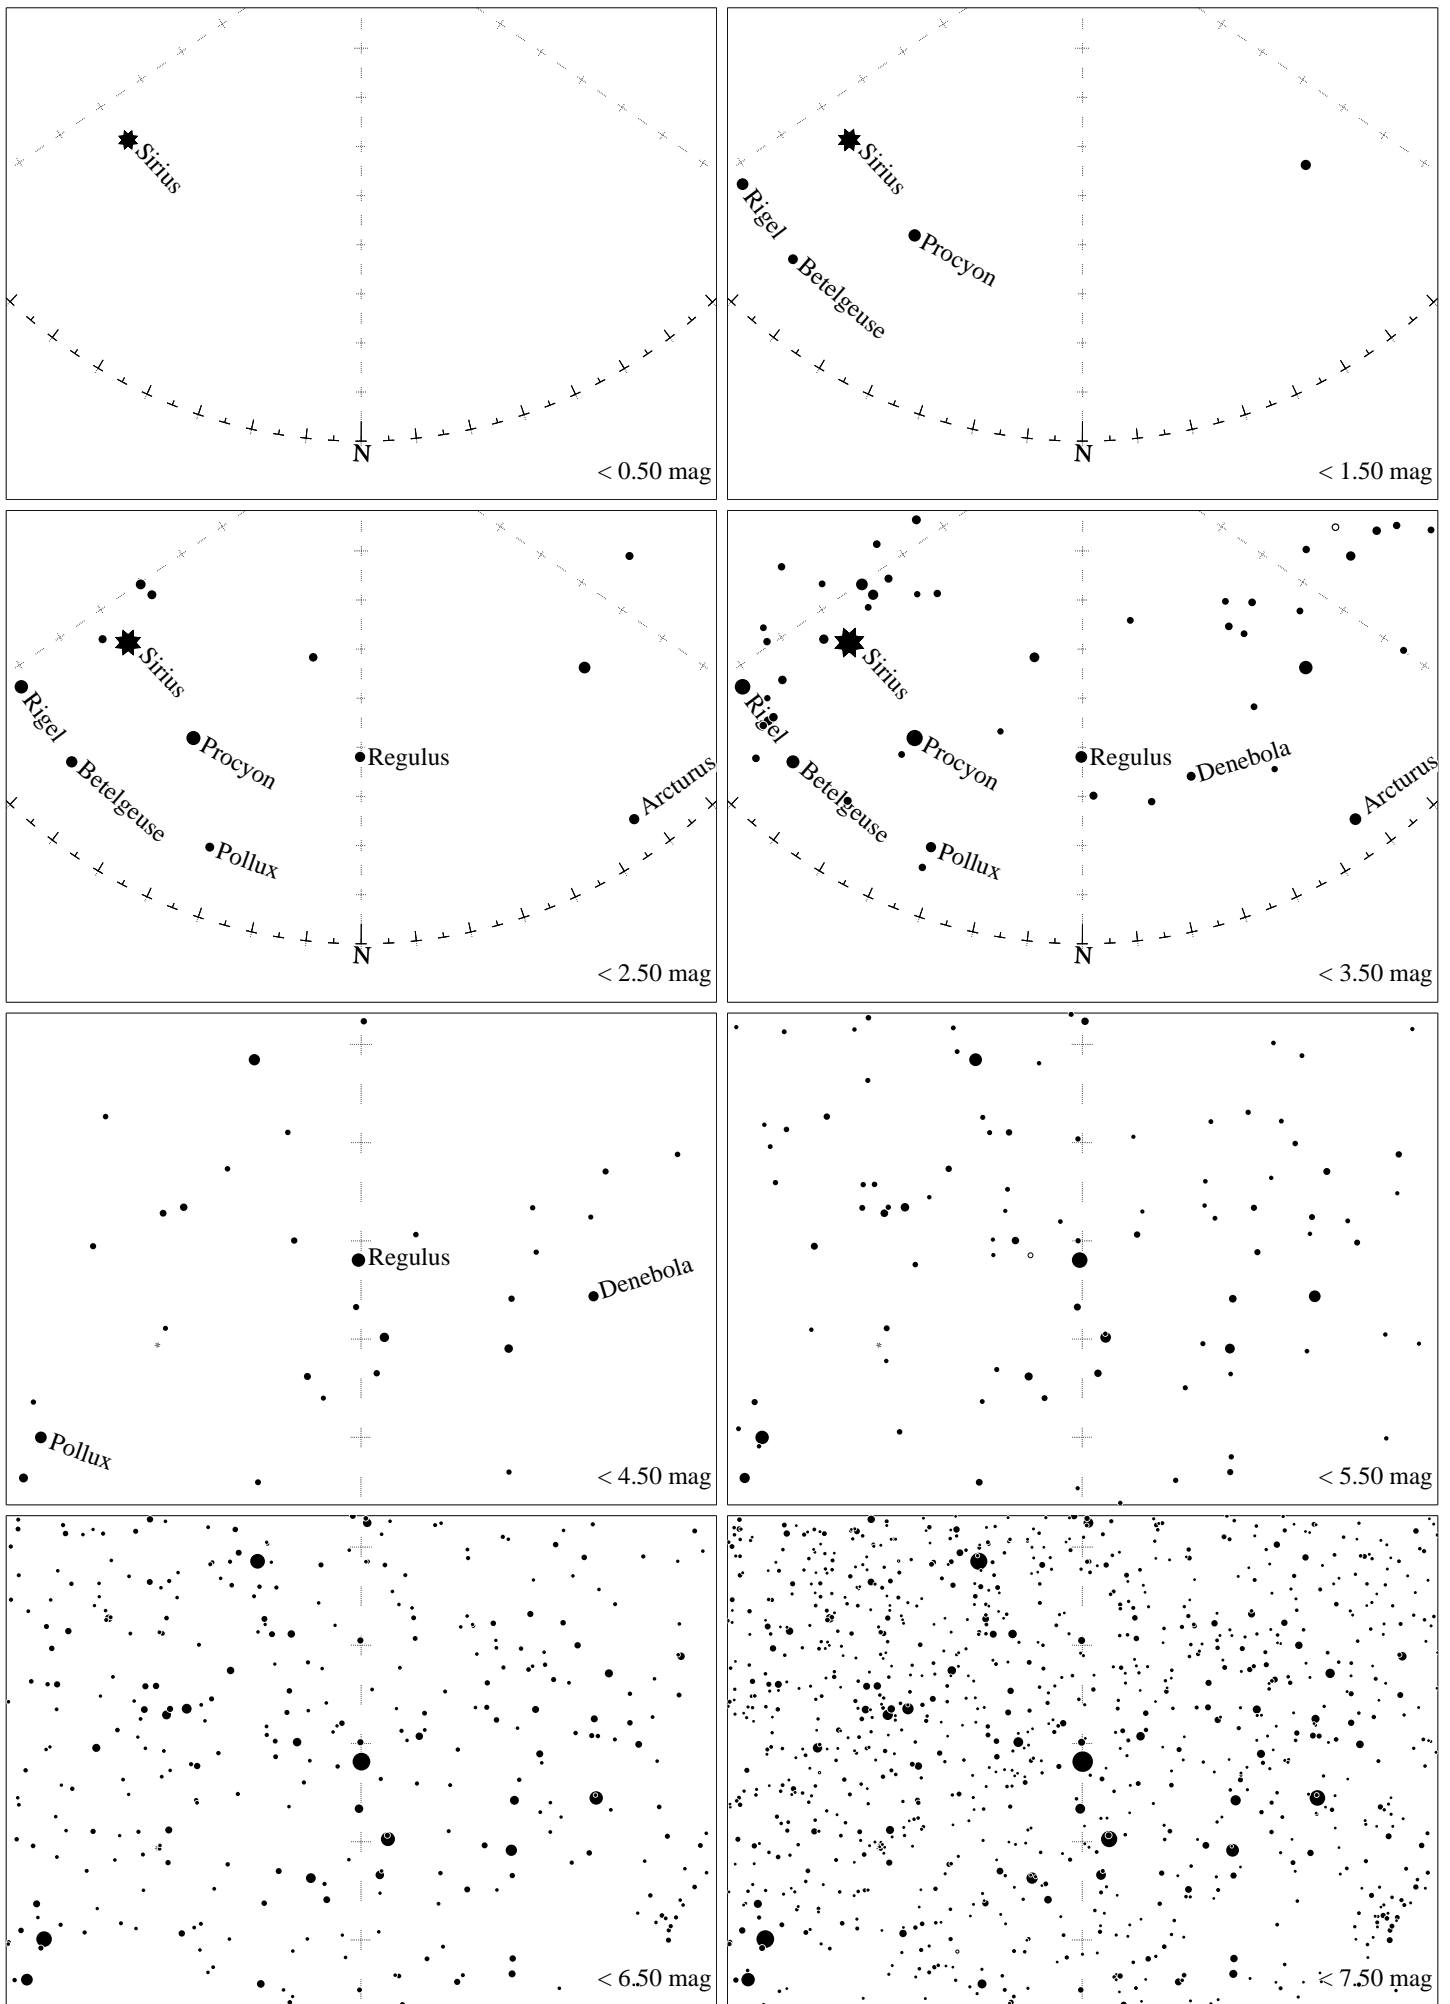 Sirius
N
< 0.50 mag
Sirius
Rigel
Procyon
Betelgeuse
N
< 1.50 mag
Sirius
Rigel
Procyon
Regulus
Betelgeuse
Arcturus
Pollux
N
< 2.50 mag
Sirius
Rigel
Procyon
Regulus
Denebola
Betelgeuse
Arcturus
Pollux
N
< 3.50 mag
Regulus
Denebola
Pollux
< 4.50 mag
< 5.50 mag
< 6.50 mag
< 7.50 mag